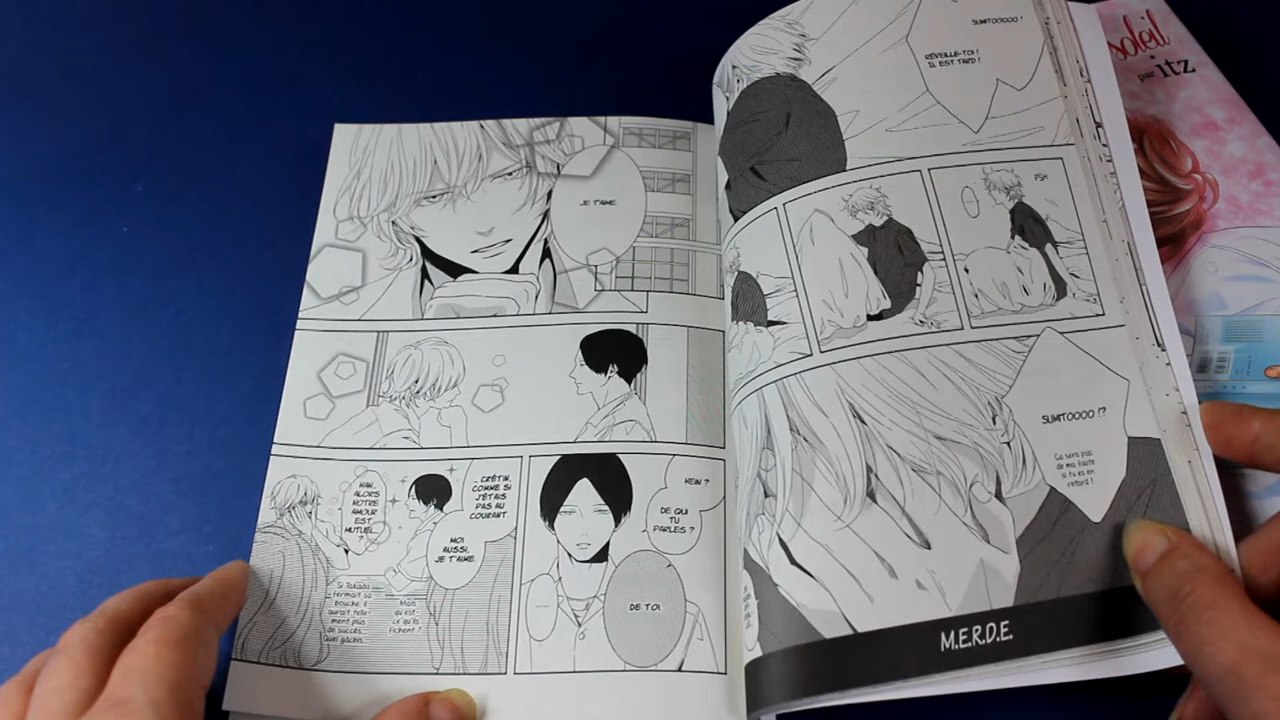 JE T'AIME.
HAN...
ALORS
NOTRE
AMOUR
EST
MUTUEL...
?
... CRÉTIN.
COMME SI
J'ÉTAIS
PAS AU
COURANT.
MOI
AUSSI,
JE T'AIME.
Si Takada
fermait sa
bouche, il
aurait telle-
ment plus
de succès.
Quel gâchis...
Mais
qu'est-
ce qu'ils
fichent ?
HEIN ?
DE QUI
TU
PARLES ?
......
DE TOI.
SUMITOOOOO !
RÉVEILLE-TOI !
IL EST TARD !
...
FSH
SUMITOOOO !?
Ça sera pas
de ma faute
si tu es en
retard !
M.E.R.D.E.
soleil
par itz